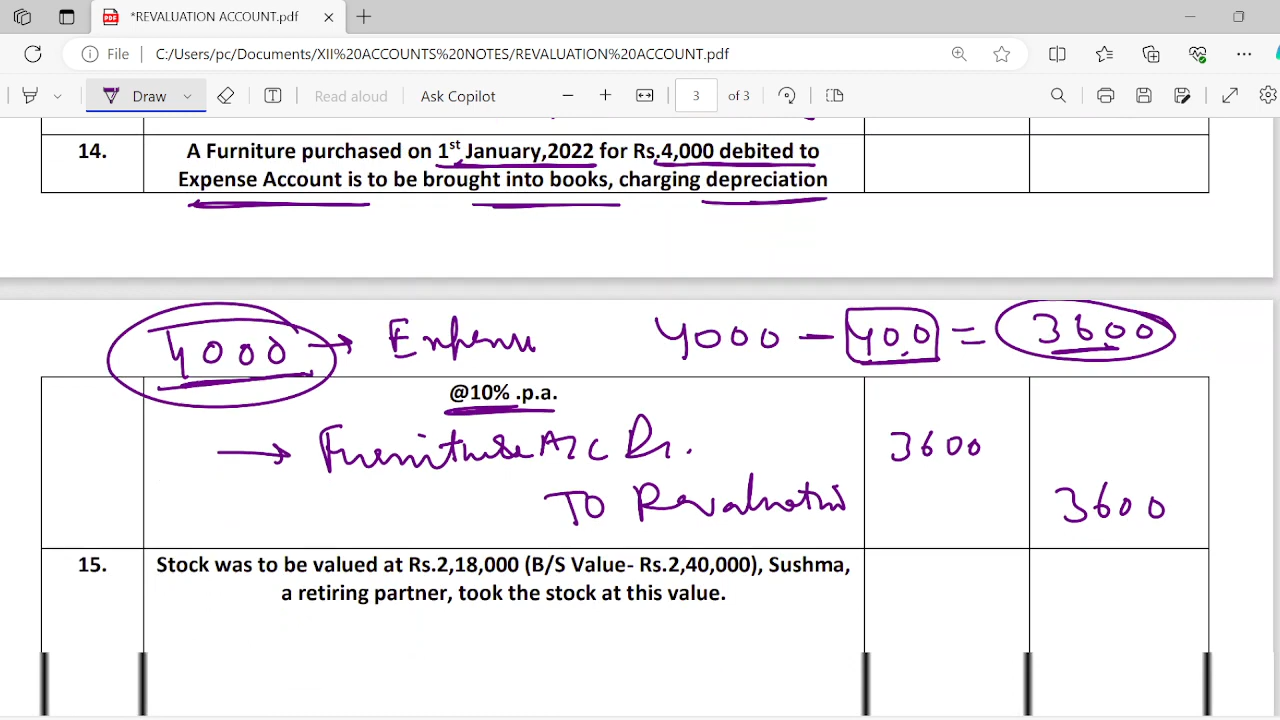 *REVALUATION ACCOUNT.pdf
File C:/Users/pc/Documents/XII%20ACCOUNTS%20NOTES/REVALUATION%20ACCOUNT.pdf
Draw Read aloud Ask Copilot 3 of 3
14. A Furniture purchased on 1st January,2022 for Rs.4,000 debited to
Expense Account is to be brought into books, charging depreciation
4000 → Expense 4000 - 400 = 3600
@10% .p.a.
→ Furniture A/c Dr. 3600
To Revaluation 3600
15. Stock was to be valued at Rs.2,18,000 (B/S Value- Rs.2,40,000), Sushma,
a retiring partner, took the stock at this value.